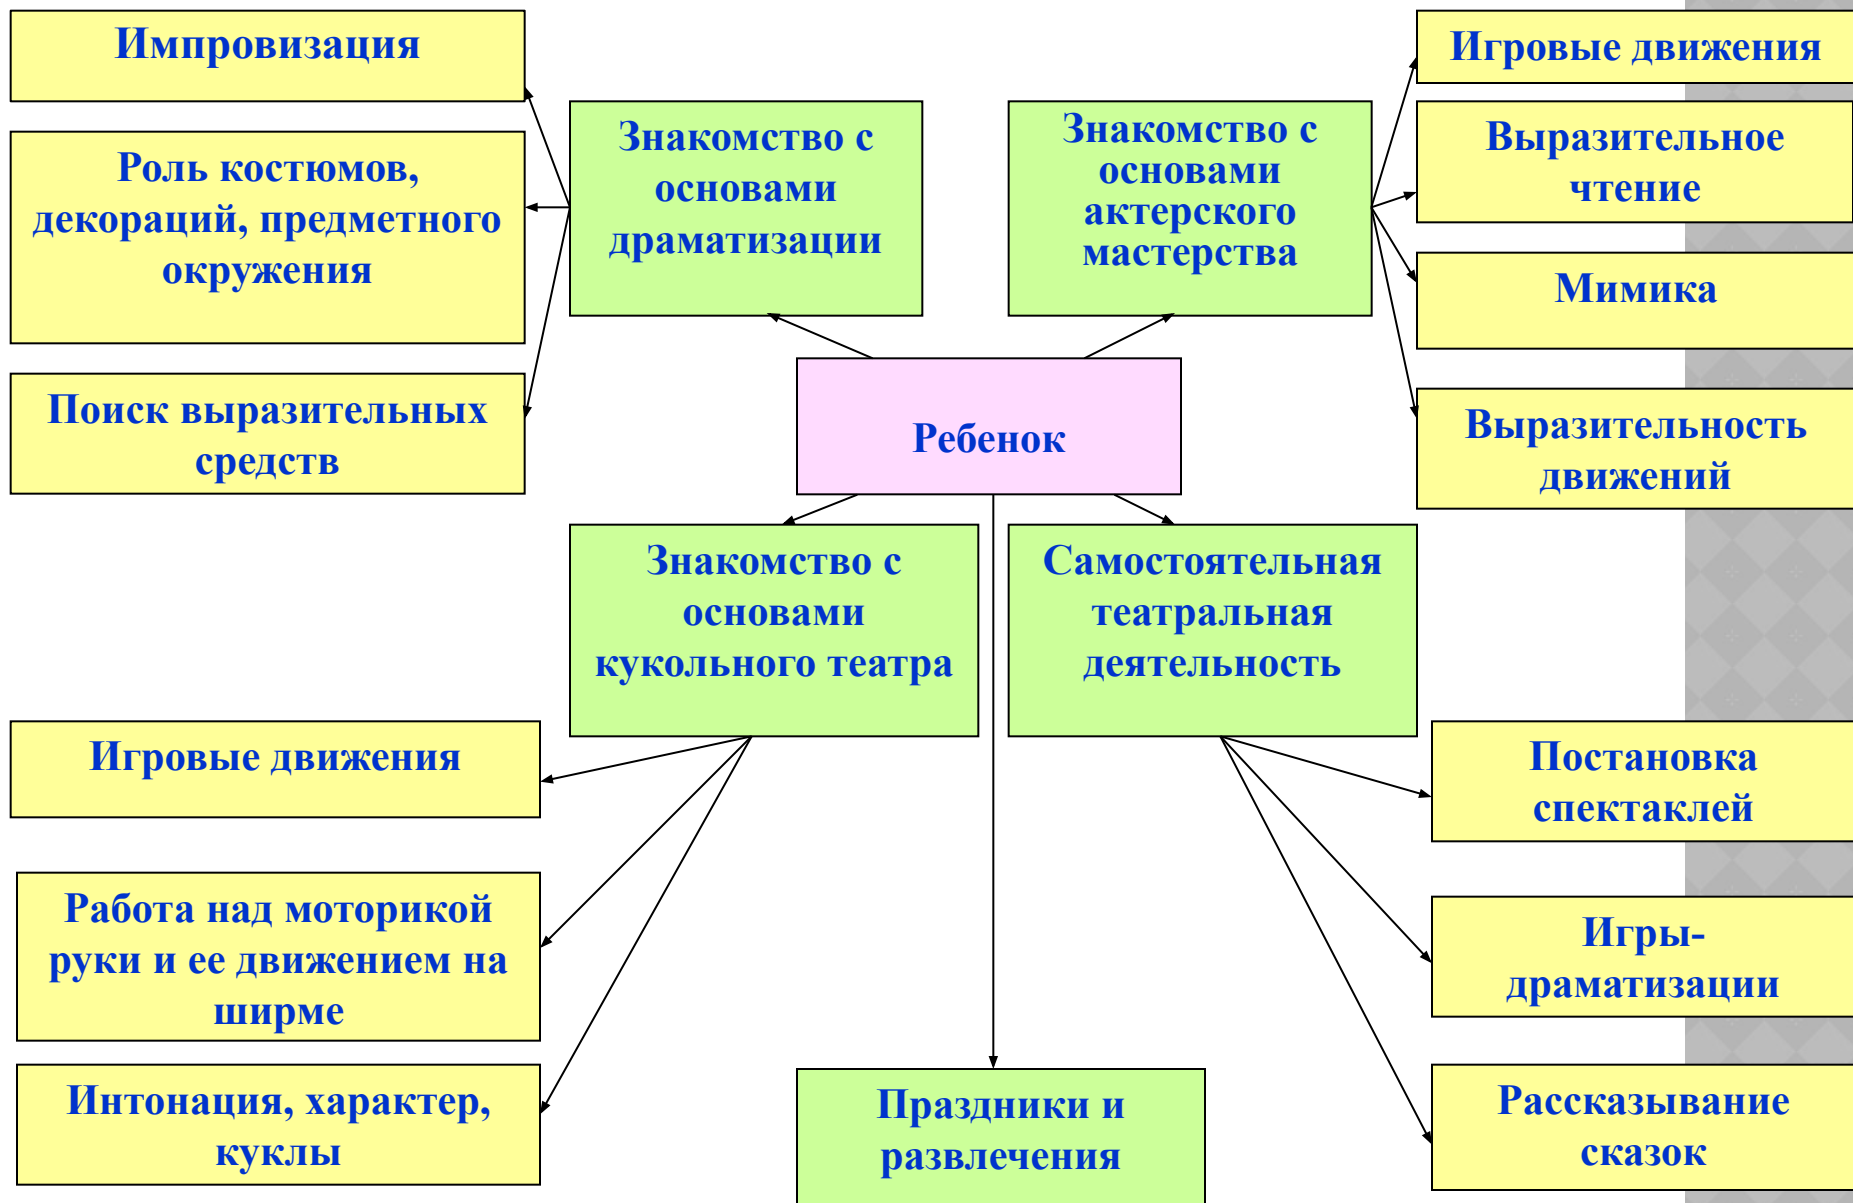 Импровизация
Роль костюмов,
декораций, предметного
окружения
Поиск выразительных
средств
Знакомство с
основами
драматизации
Знакомство с
основами
актерского
мастерства
Игровые движения
Выразительное
чтение
Мимика
Выразительность
движений
Ребенок
Знакомство с
основами
кукольного театра
Самостоятельная
театральная
деятельность
Игровые движения
Работа над моторикой
руки и ее движением на
ширме
Интонация, характер,
куклы
Праздники и
развлечения
Постановка
спектаклей
Игры-
драматизации
Рассказывание
сказок